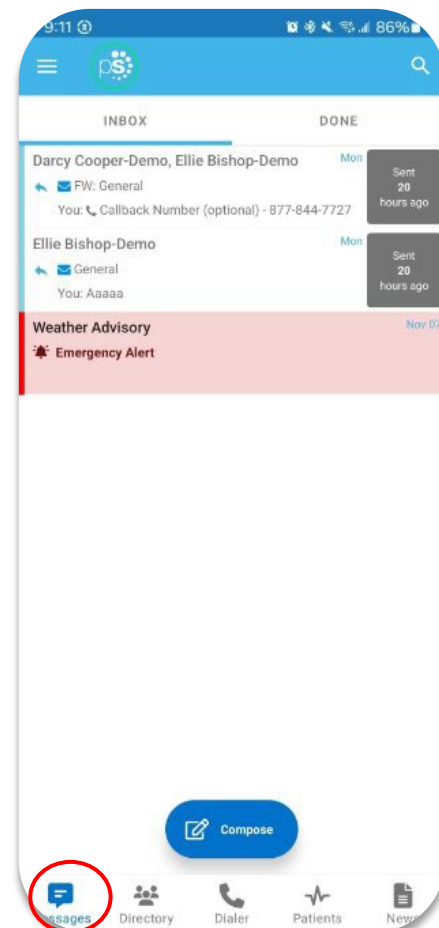 9:11 86%
ps
INBOX DONE
Darcy Cooper-Demo, Ellie Bishop-Demo Mon
FW: General
You: Callback Number (optional) - 877-844-7727
Sent
20
hours ago
Ellie Bishop-Demo Mon
General
You: Aaaaa
Sent
20
hours ago
Weather Advisory Nov 07
Emergency Alert
Compose
ssages Directory Dialer Patients News